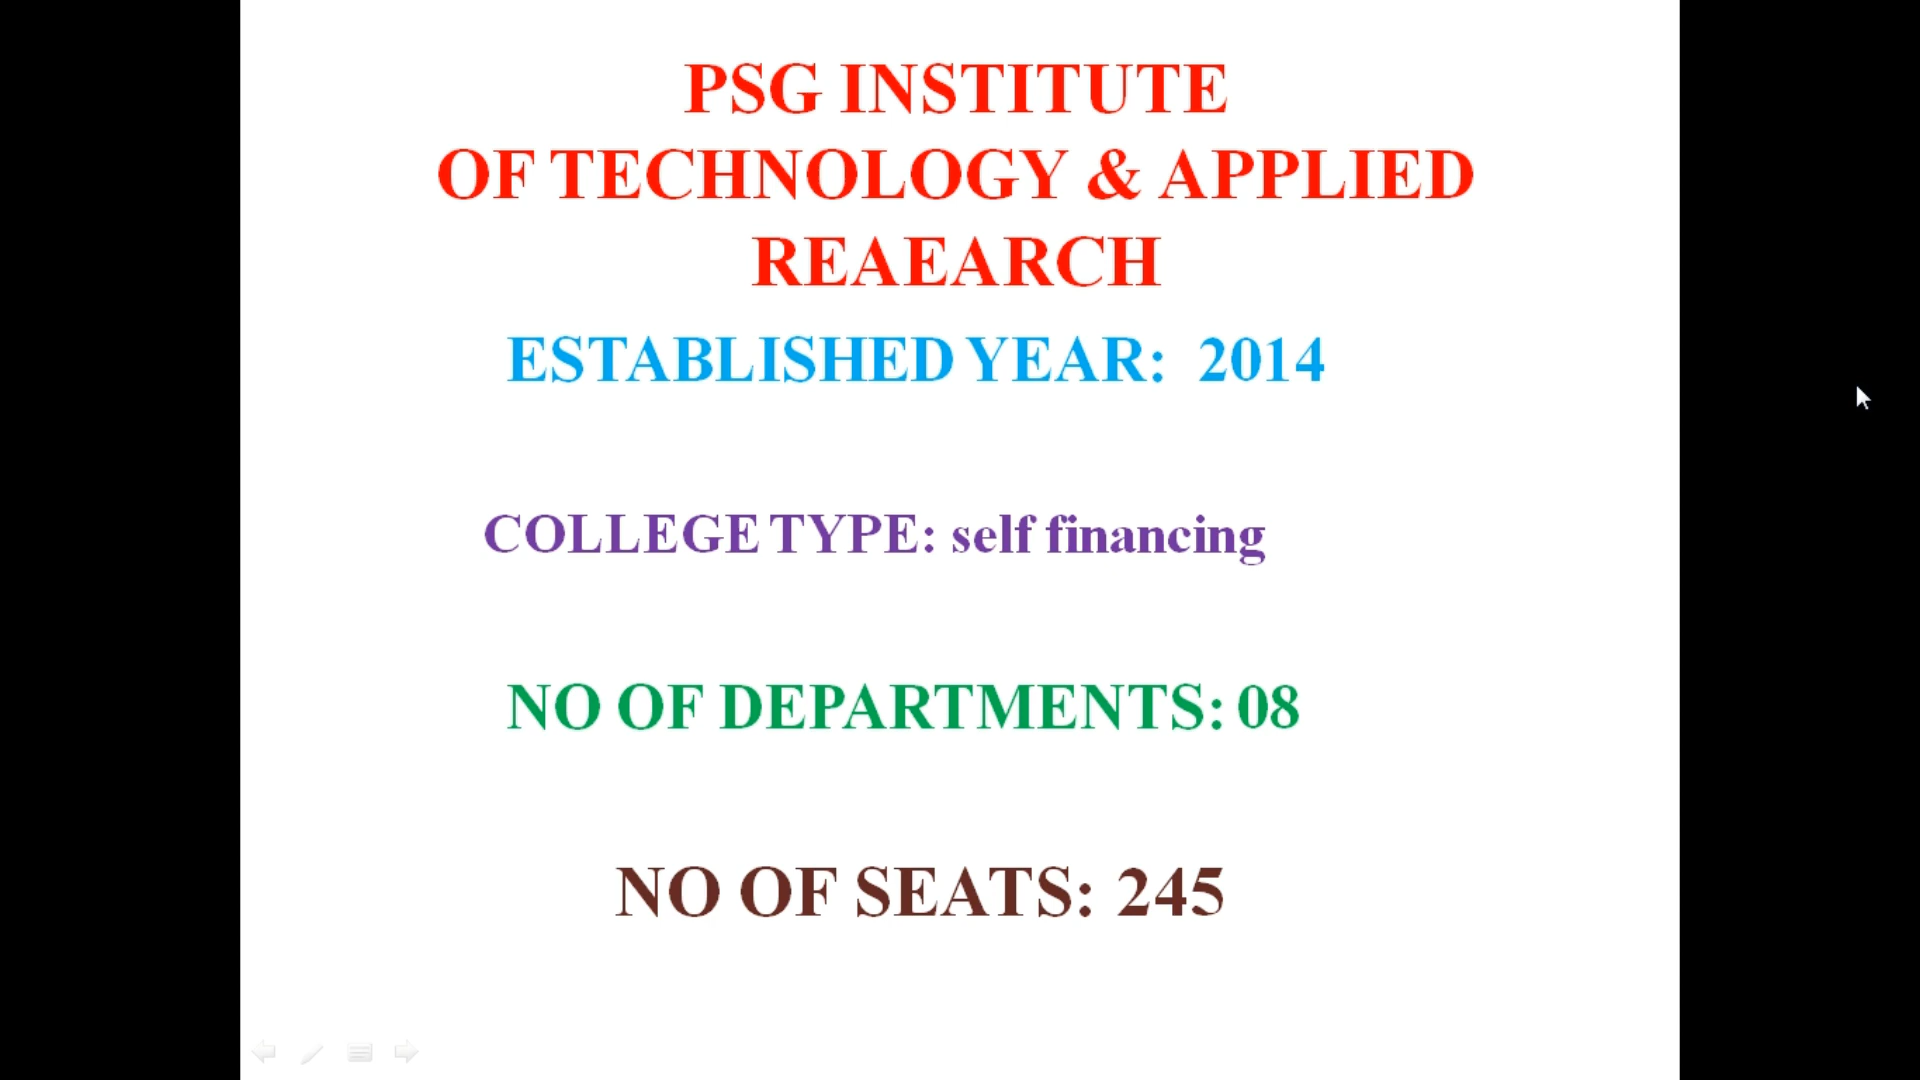 PSG INSTITUTE
OF TECHNOLOGY & APPLIED
REAEARCH
ESTABLISHED YEAR: 2014
COLLEGE TYPE: self financing
NO OF DEPARTMENTS: 08
NO OF SEATS: 245